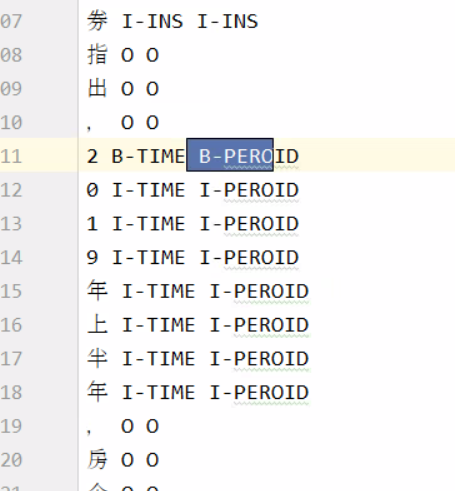 07 券 I-INS I-INS
08 指 O O
09 出 O O
10 ， O O
11 2 B-TIME B-PEROID
12 0 I-TIME I-PEROID
13 1 I-TIME I-PEROID
14 9 I-TIME I-PEROID
15 年 I-TIME I-PEROID
16 上 I-TIME I-PEROID
17 半 I-TIME I-PEROID
18 年 I-TIME I-PEROID
19 ， O O
20 房 O O